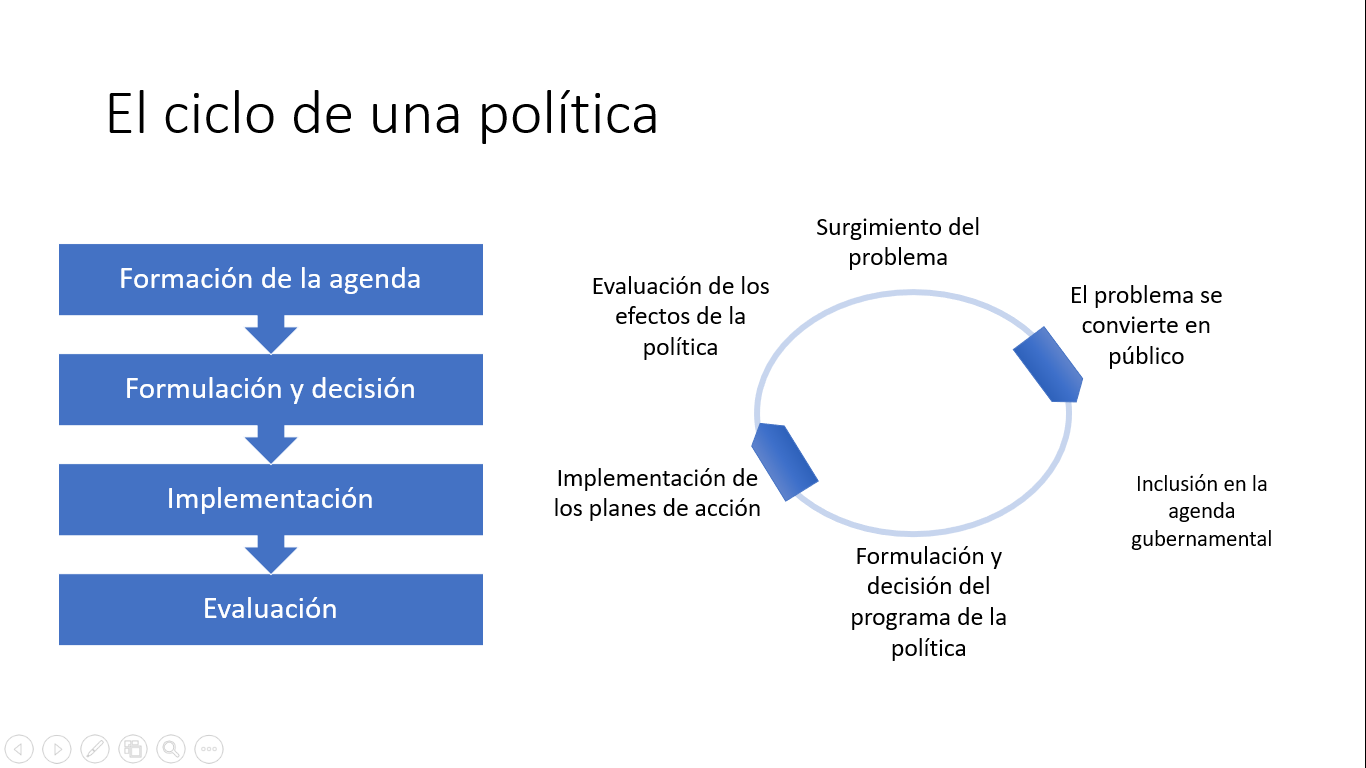 El ciclo de una política
Formación de la agenda
Formulación y decisión
Implementación
Evaluación
Surgimiento del
problema
El problema se
convierte en
público
Inclusión en la
agenda
gubernamental
Formulación y
decisión del
programa de la
política
Implementación de
los planes de acción
Evaluación de los
efectos de la
política